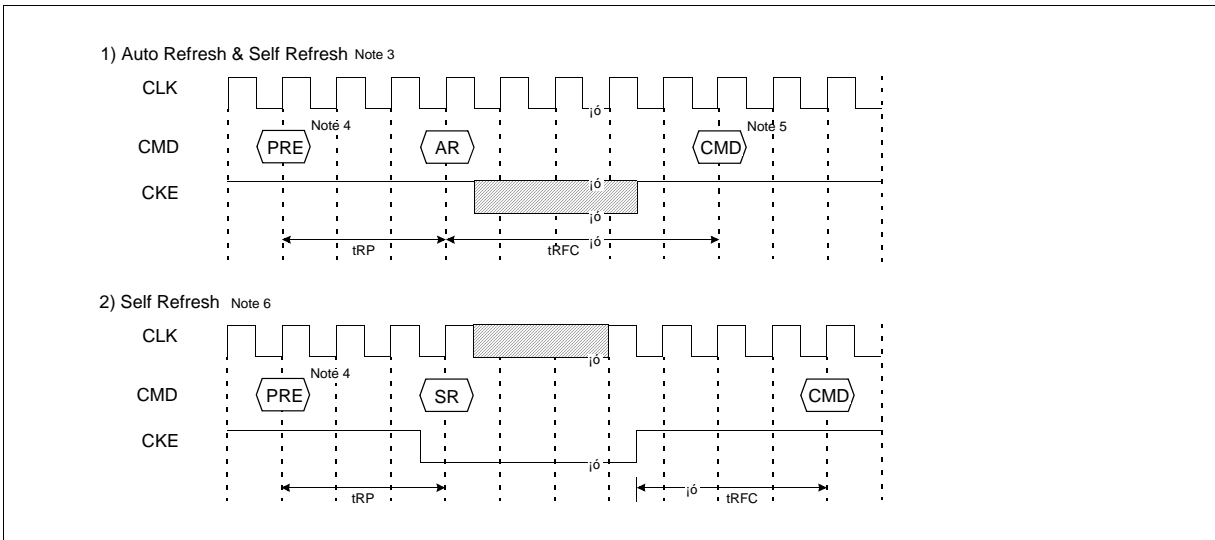 1) Auto Refresh & Self Refresh Note 3
CLK
¡ó
Note 4
Note 5
CMD
PRE
AR
CMD
CKE
¡ó
¡ó
tRP
tRFC
¡ó
2) Self Refresh Note 6
CLK
¡ó
Note 4
CMD
PRE
SR
CMD
CKE
¡ó
tRP
¡ó
tRFC